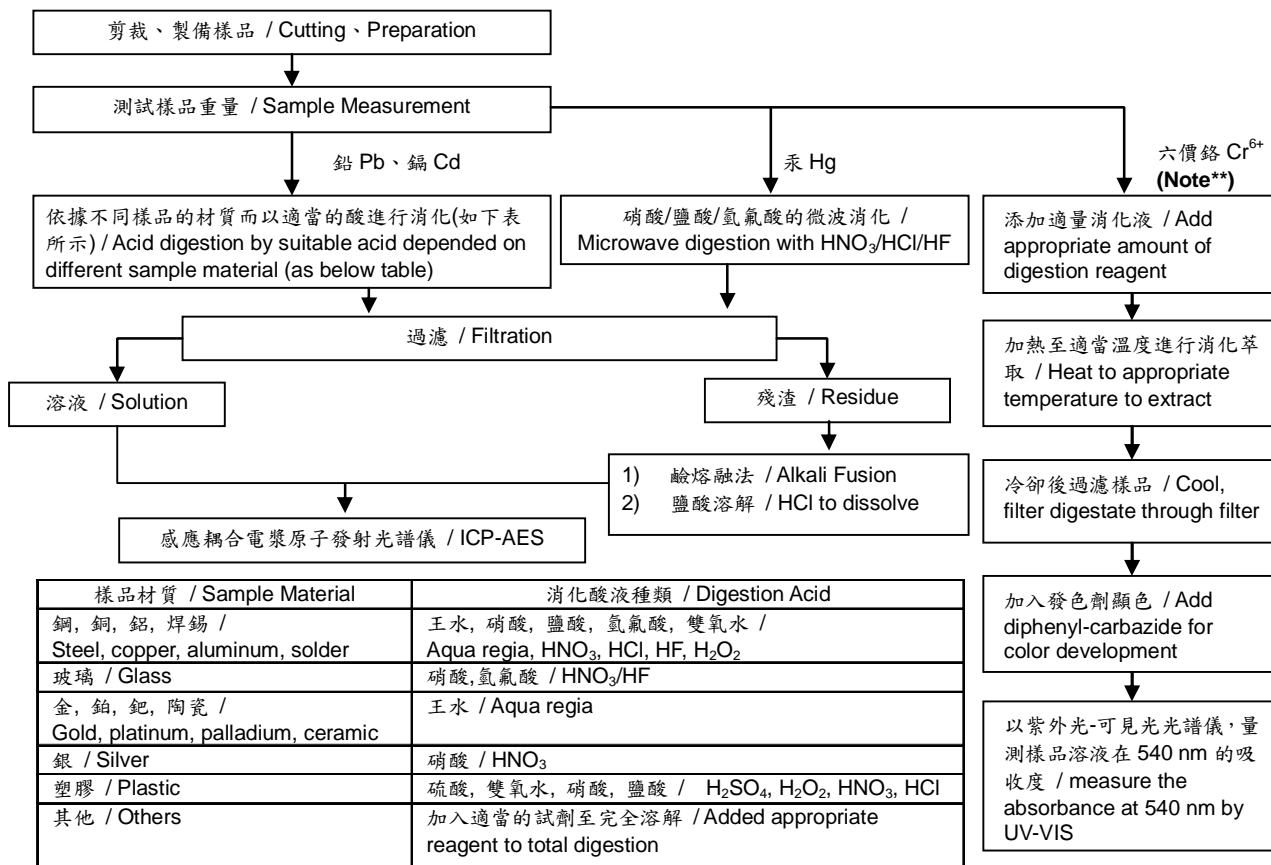 剪裁、製備樣品 / Cutting、Preparation
測試樣品重量 / Sample Measurement
鉛 Pb、鎘 Cd
汞 Hg
六價鉻 Cr⁶⁺
(Note**)
依據不同樣品的材質而以適當的酸進行消化(如下表
所示) / Acid digestion by suitable acid depended on
different sample material (as below table)
硝酸/鹽酸/氫氟酸的微波消化 /
Microwave digestion with HNO₃/HCl/HF
添加適量消化液 / Add
appropriate amount of
digestion reagent
過濾 / Filtration
加熱至適當溫度進行消化萃
取 / Heat to appropriate
temperature to extract
溶液 / Solution
殘渣 / Residue
1) 鹼熔融法 / Alkali Fusion
2) 鹽酸溶解 / HCl to dissolve
冷卻後過濾樣品 / Cool,
filter digestate through filter
感應耦合電漿原子發射光譜儀 / ICP-AES
樣品材質 / Sample Material
消化酸液種類 / Digestion Acid
鋼, 銅, 鋁, 焊錫 /
Steel, copper, aluminum, solder
王水, 硝酸, 鹽酸, 氫氟酸, 雙氧水 /
Aqua regia, HNO₃, HCl, HF, H₂O₂
玻璃 / Glass
硝酸,氫氟酸 / HNO₃/HF
金, 鉑, 鈀, 陶瓷 /
Gold, platinum, palladium, ceramic
王水 / Aqua regia
銀 / Silver
硝酸 / HNO₃
塑膠 / Plastic
硫酸, 雙氧水, 硝酸, 鹽酸 / H₂SO₄, H₂O₂, HNO₃, HCl
其他 / Others
加入適當的試劑至完全溶解 / Added appropriate
reagent to total digestion
加入發色劑顯色 / Add
diphenyl-carbazide for
color development
以紫外光-可見光光譜儀，量
測樣品溶液在 540 nm 的吸
收度 / measure the
absorbance at 540 nm by
UV-VIS